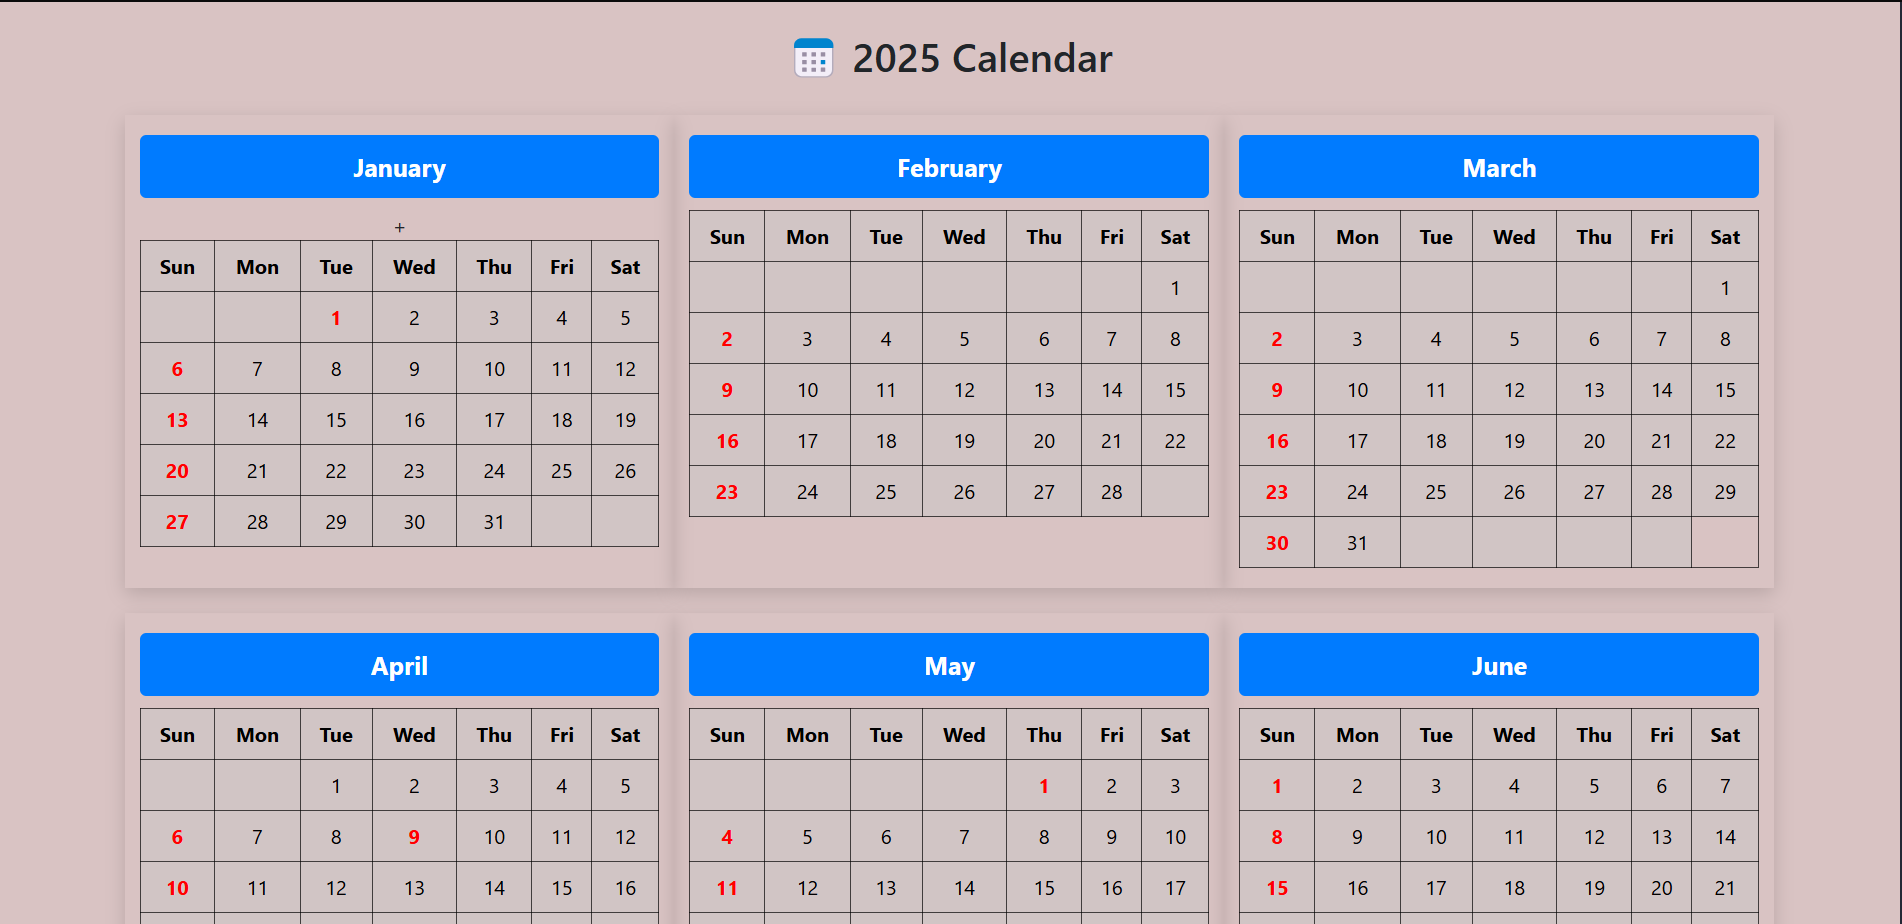 2025 Calendar
January
+
Sun Mon Tue Wed Thu Fri Sat
1 2 3 4 5
6 7 8 9 10 11 12
13 14 15 16 17 18 19
20 21 22 23 24 25 26
27 28 29 30 31
February
Sun Mon Tue Wed Thu Fri Sat
1
2 3 4 5 6 7 8
9 10 11 12 13 14 15
16 17 18 19 20 21 22
23 24 25 26 27 28
March
Sun Mon Tue Wed Thu Fri Sat
1
2 3 4 5 6 7 8
9 10 11 12 13 14 15
16 17 18 19 20 21 22
23 24 25 26 27 28 29
30 31
April
Sun Mon Tue Wed Thu Fri Sat
1 2 3 4 5
6 7 8 9 10 11 12
10 11 12 13 14 15 16
May
Sun Mon Tue Wed Thu Fri Sat
1 2 3
4 5 6 7 8 9 10
11 12 13 14 15 16 17
June
Sun Mon Tue Wed Thu Fri Sat
1 2 3 4 5 6 7
8 9 10 11 12 13 14
15 16 17 18 19 20 21